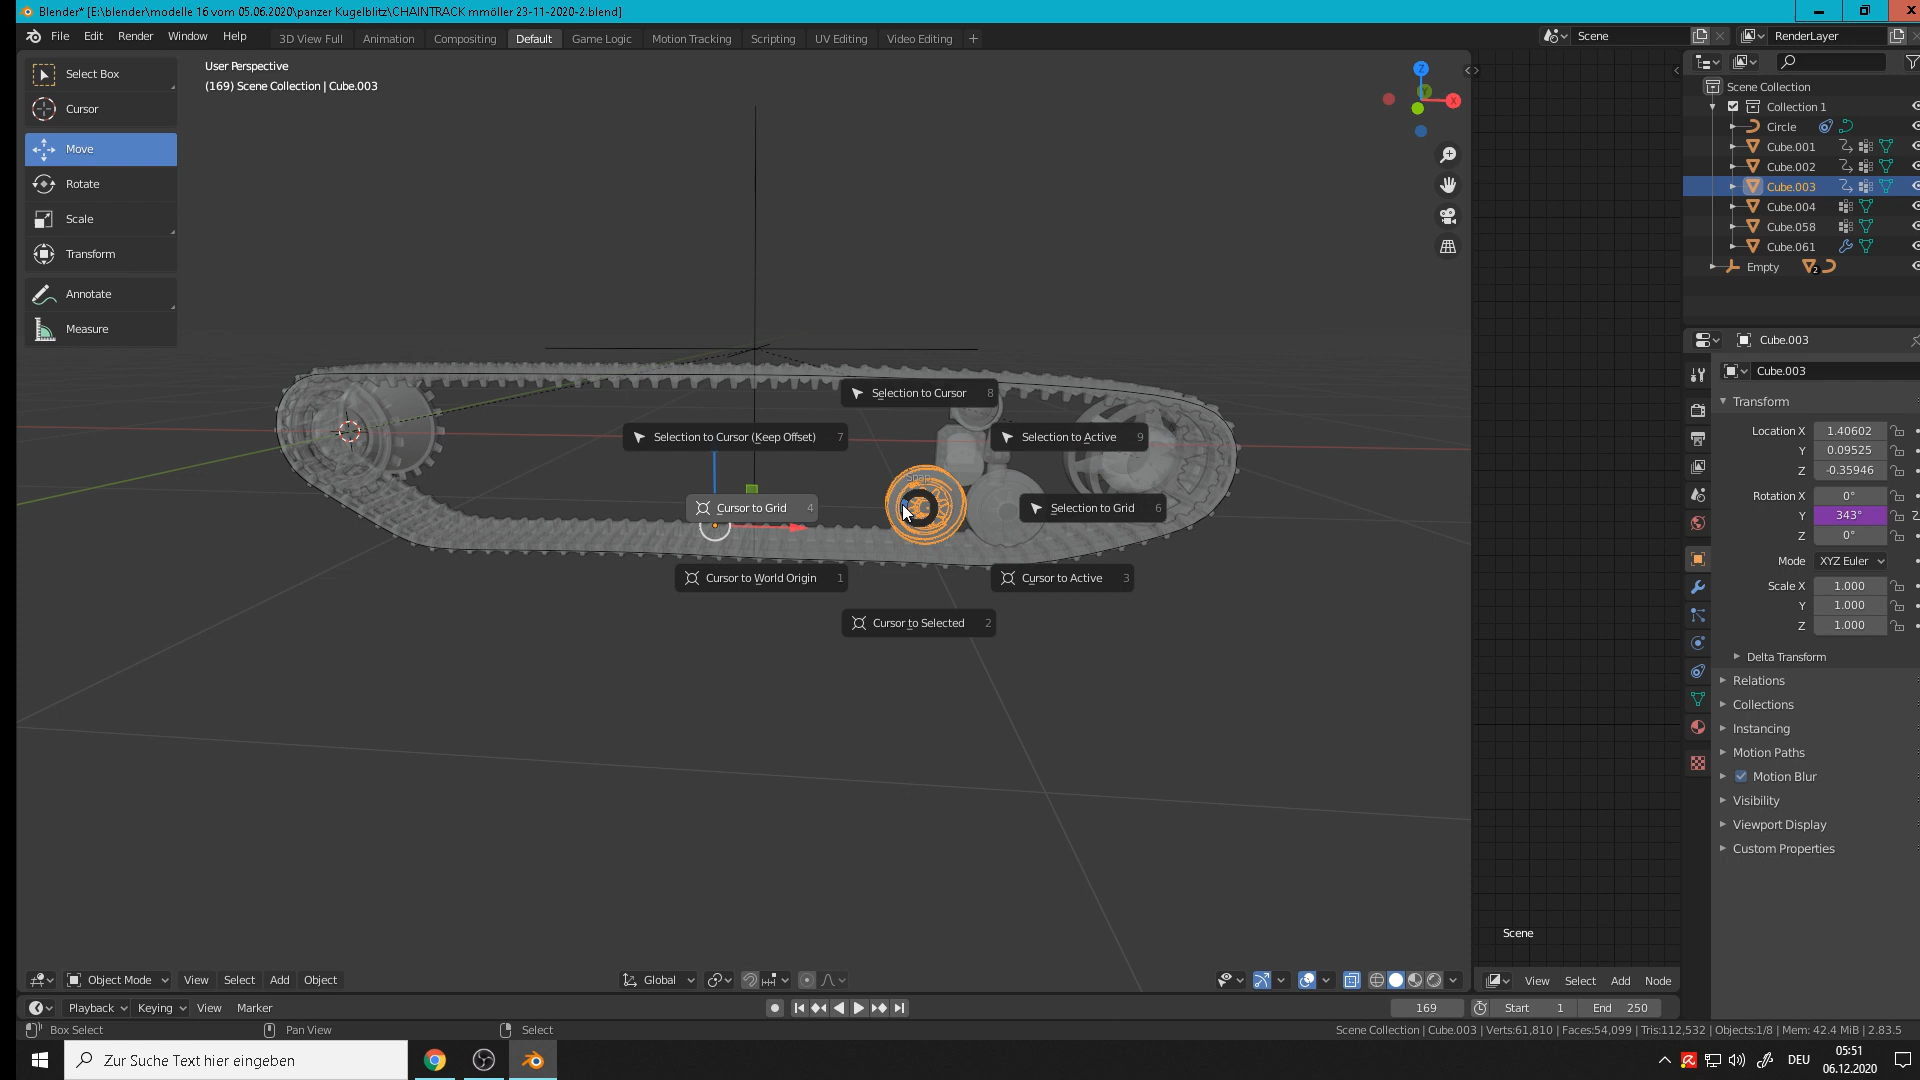 Blender* [E:\blender\modelle 16 vom 05.06.2020\panzer Kugelblitz\CHAINTRACK mmöller 23-11-2020-2.blend]
File Edit Render Window Help 3D View Full Animation Compositing Default Game Logic Motion Tracking Scripting UV Editing Video Editing + Scene RenderLayer
User Perspective
(169) Scene Collection | Cube.003
Select Box
Cursor
Move
Rotate
Scale
Transform
Annotate
Measure
Z
Y
X
Selection to Cursor 8
Selection to Cursor (Keep Offset) 7
Selection to Active 9
Snap
Cursor to Grid 4
Selection to Grid 6
Cursor to World Origin 1
Cursor to Active 3
Cursor to Selected 2
Scene Collection
Collection 1
Circle
Cube.001
Cube.002
Cube.003
Cube.004
Cube.058
Cube.061
Empty 2
Cube.003
Cube.003
Transform
Location X 1.40602
Y 0.09525
Z -0.35946
Rotation X 0°
Y 343°
Z 0°
Mode XYZ Euler
Scale X 1.000
Y 1.000
Z 1.000
Delta Transform
Relations
Collections
Instancing
Motion Paths
Motion Blur
Visibility
Viewport Display
Custom Properties
Scene
Object Mode View Select Add Object Global View Select Add Node
Playback Keying View Marker 169 Start 1 End 250
Box Select Pan View Select Scene Collection | Cube.003 | Verts:61,810 | Faces:54,099 | Tris:112,532 | Objects:1/8 | Mem: 42.4 MiB | 2.83.5
Zur Suche Text hier eingeben DEU 05:51
06.12.2020